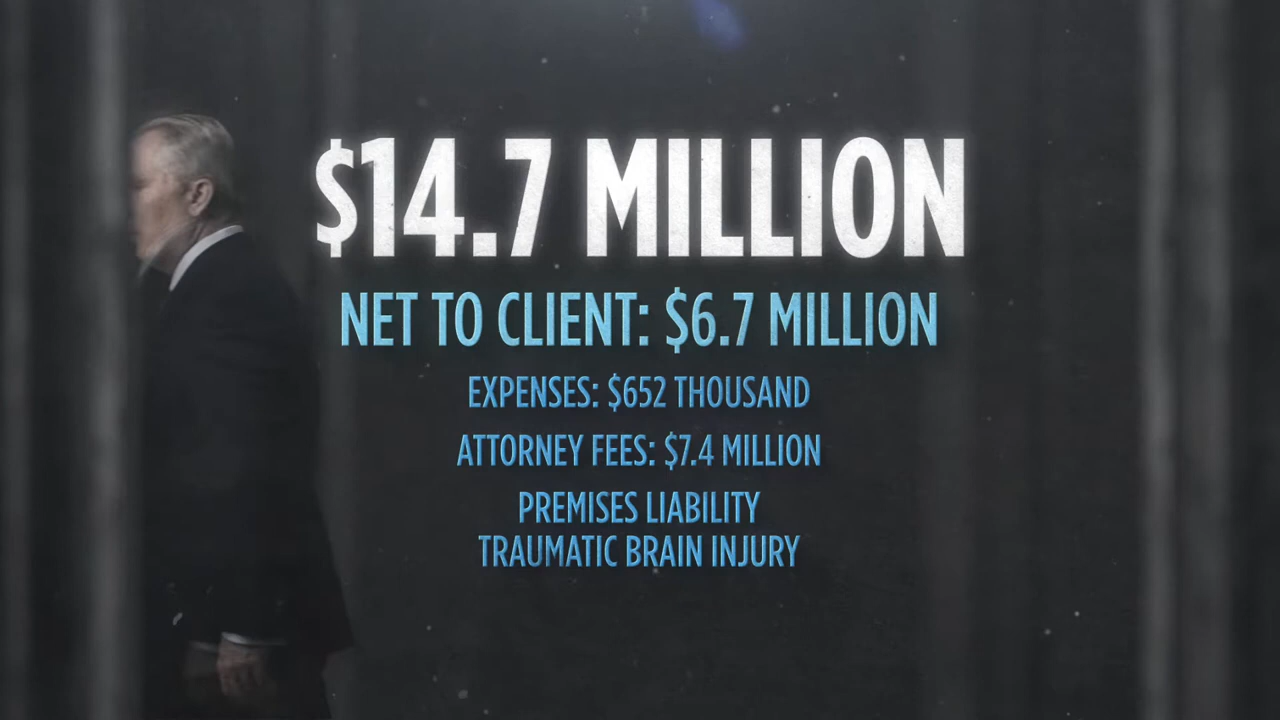 $14.7 MILLION
NET TO CLIENT: $6.7 MILLION
EXPENSES: $652 THOUSAND
ATTORNEY FEES: $7.4 MILLION
PREMISES LIABILITY
TRAUMATIC BRAIN INJURY